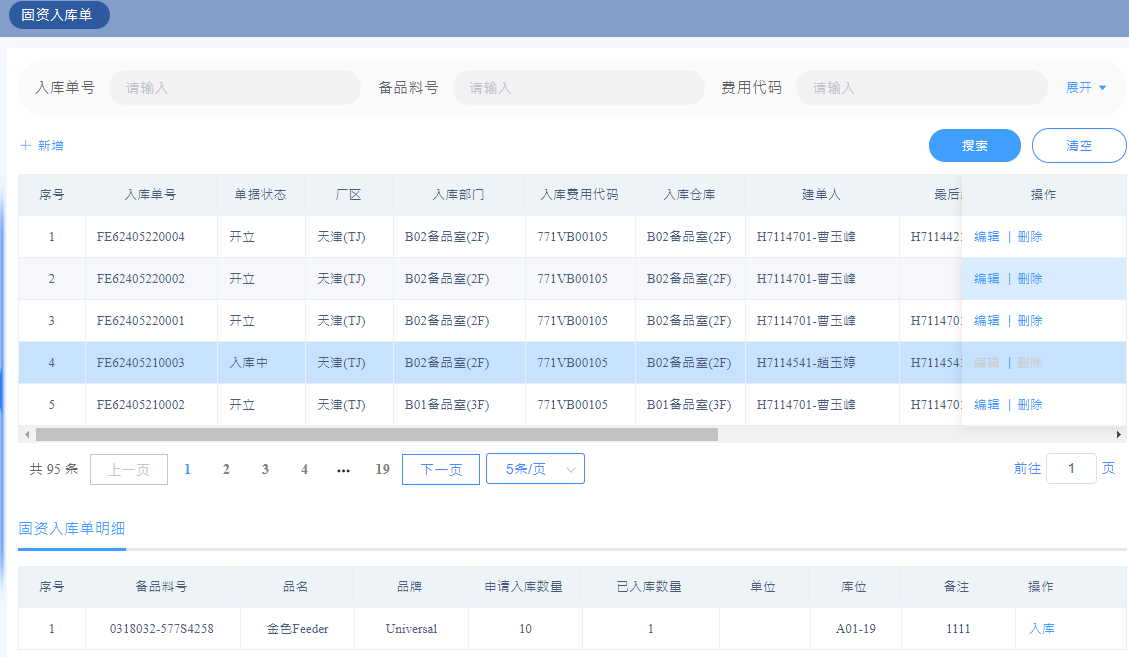 固资入库单
入库单号 请输入 备品料号 请输入 费用代码 请输入 展开
+ 新增 搜索 清空
序号 入库单号 单据状态 厂区 入库部门 入库费用代码 入库仓库 建单人 最后 操作
1 FE62405220004 开立 天津(TJ) B02备品室(2F) 771VB00105 B02备品室(2F) H7114701-曹玉峰 H711442 编辑 | 删除
2 FE62405220002 开立 天津(TJ) B02备品室(2F) 771VB00105 B02备品室(2F) H7114701-曹玉峰 编辑 | 删除
3 FE62405220001 开立 天津(TJ) B02备品室(2F) 771VB00105 B02备品室(2F) H7114701-曹玉峰 H711470 编辑 | 删除
4 FE62405210003 入库中 天津(TJ) B02备品室(2F) 771VB00105 B02备品室(2F) H7114541-趙玉婷 H711454 编辑 | 删除
5 FE62405210002 开立 天津(TJ) B01备品室(3F) 771VB00105 B01备品室(3F) H7114701-曹玉峰 H711470 编辑 | 删除
共 95 条 上一页 1 2 3 4 ••• 19 下一页 5条/页 前往 1 页
固资入库单明细
序号 备品料号 品名 品牌 申请入库数量 已入库数量 单位 库位 备注 操作
1 0318032-577S4258 金色Feeder Universal 10 1 A01-19 1111 入库